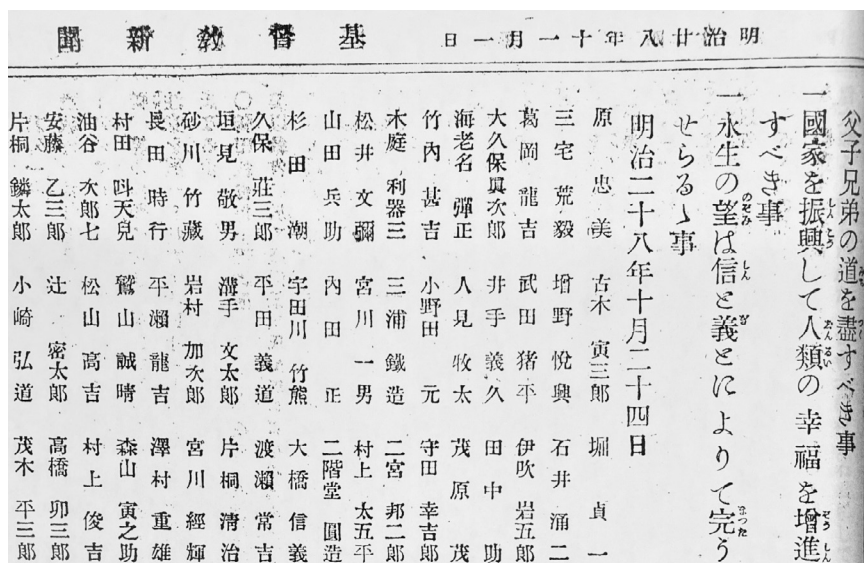 明治廿八年十一月一日 基督教新聞
父子兄弟の道を盡すべき事
一國家を振興して人類の幸福を増進
すべき事
一永生の望は信と義とによりて完う
せらるゝ事
明治二十八年十月二十四日
原忠美 古木寅三郎 堀貞一
三宅荒毅 增野悅興 石井涌二
葛岡龍吉 武田猪平 伊吹岩五郎
大久保眞次郎 井手義久 田中助
海老名彈正 人見牧太 茂原茂
竹內甚吉 小野田元 守田幸吉郎
木庭利器三 三浦鐵造 二宮邦二郎
松井文彌 宮川一男 村上太五平
山田兵助 內田正 二階堂圓造
杉田潮 宇田川竹熊 大橋信義
久保莊三郎 平田義道 渡瀨常吉
垣見敬男 溝手文太郎 片桐淸治
砂川竹藏 岩村加次郎 宮川經輝
長田時行 平瀨龍吉 澤村重雄
村田天兒 鷲山誠晴 森山寅之助
油谷次郎七 松山高吉 村上俊吉
安藤乙三郎 辻密太郎 高橋卯三郎
片桐鱗太郎 小崎弘道 茂木平三郎